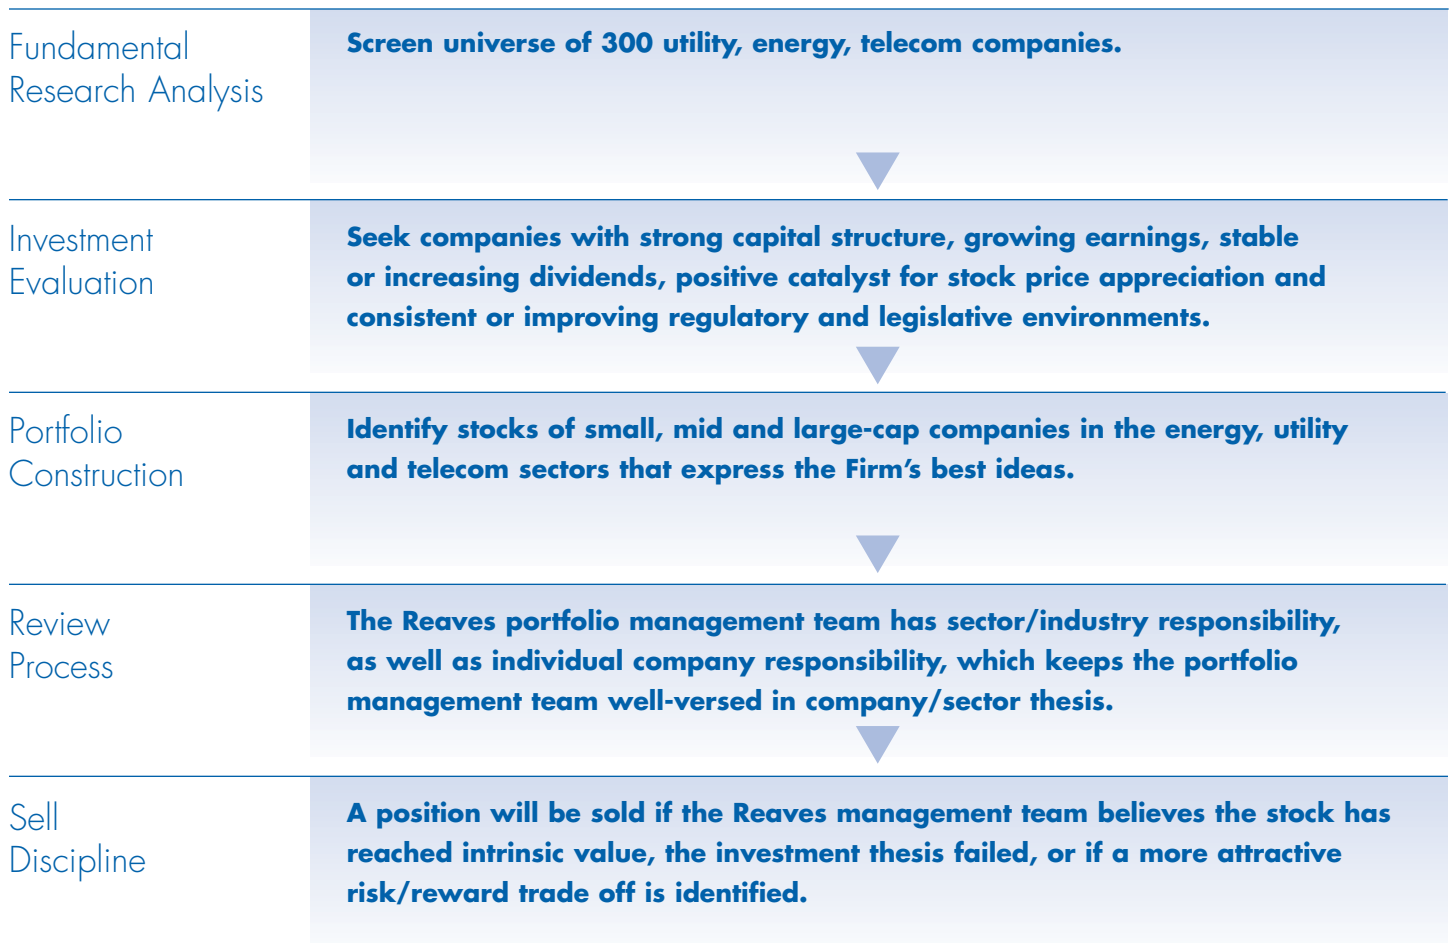 Fundamental
Research Analysis
Screen universe of 300 utility, energy, telecom companies.
Investment
Evaluation
Seek companies with strong capital structure, growing earnings, stable
or increasing dividends, positive catalyst for stock price appreciation and
consistent or improving regulatory and legislative environments.
Portfolio
Construction
Identify stocks of small, mid and large-cap companies in the energy, utility
and telecom sectors that express the Firm’s best ideas.
Review
Process
The Reaves portfolio management team has sector/industry responsibility,
as well as individual company responsibility, which keeps the portfolio
management team well-versed in company/sector thesis.
Sell
Discipline
A position will be sold if the Reaves management team believes the stock has
reached intrinsic value, the investment thesis failed, or if a more attractive
risk/reward trade off is identified.